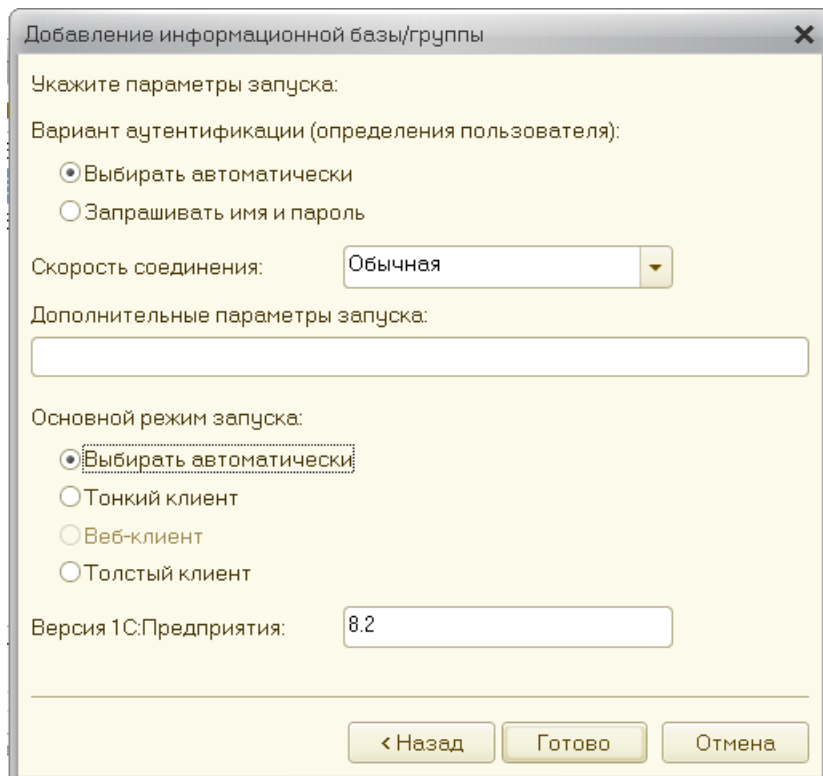 Добавление информационной базы/группы
Укажите параметры запуска:
Вариант аутентификации (определения пользователя):
Выбирать автоматически
Запрашивать имя и пароль
Скорость соединения: Обычная
Дополнительные параметры запуска:
Основной режим запуска:
Выбирать автоматически
Тонкий клиент
Веб-клиент
Толстый клиент
Версия 1С:Предприятия: 8.2
< Назад Готово Отмена